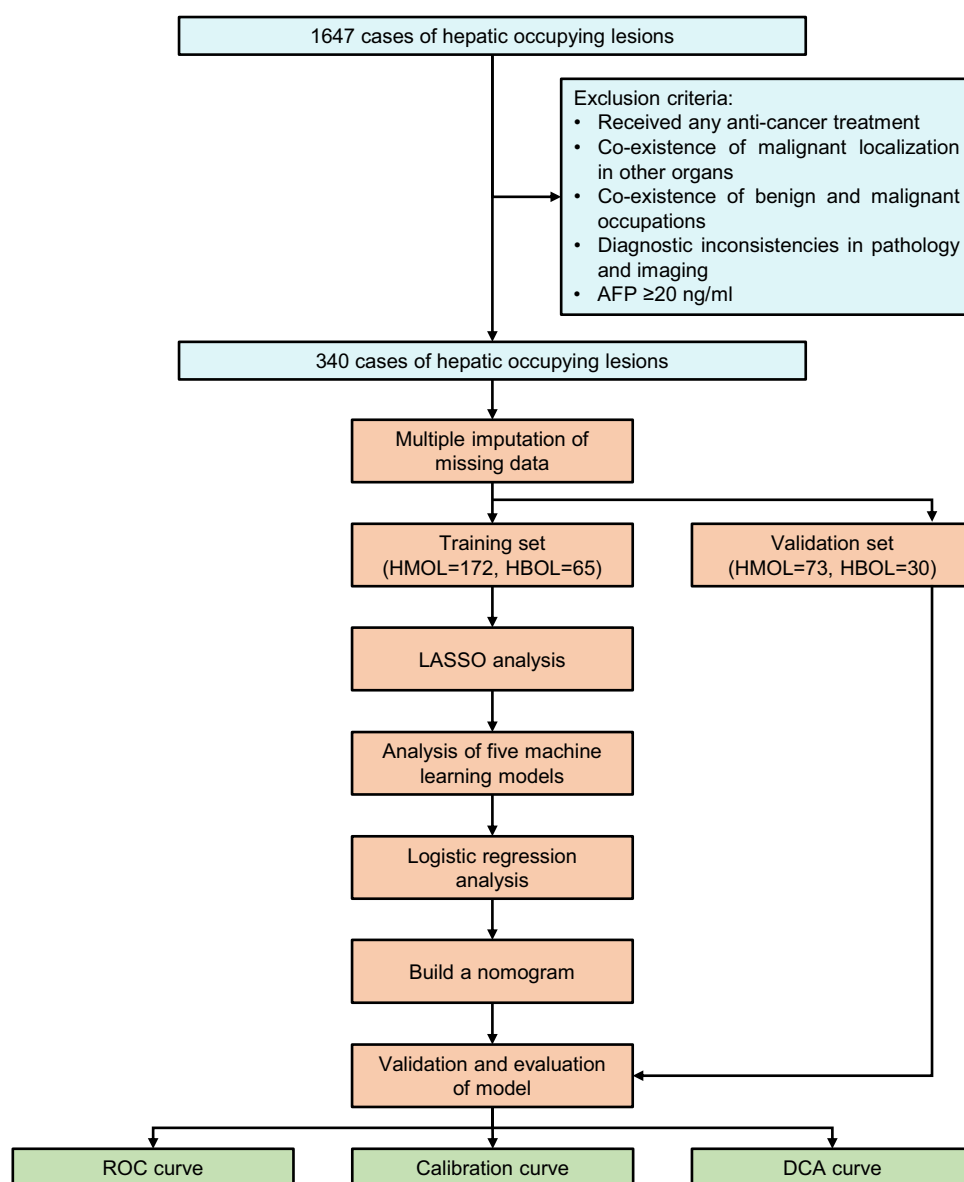 1647 cases of hepatic occupying lesions
Exclusion criteria:
• Received any anti-cancer treatment
• Co-existence of malignant localization
in other organs
• Co-existence of benign and malignant
occupations
• Diagnostic inconsistencies in pathology
and imaging
• AFP ≥20 ng/ml
340 cases of hepatic occupying lesions
Multiple imputation of
missing data
Training set
(HMOL=172, HBOL=65)
Validation set
(HMOL=73, HBOL=30)
LASSO analysis
Analysis of five machine
learning models
Logistic regression
analysis
Build a nomogram
Validation and evaluation
of model
ROC curve
Calibration curve
DCA curve